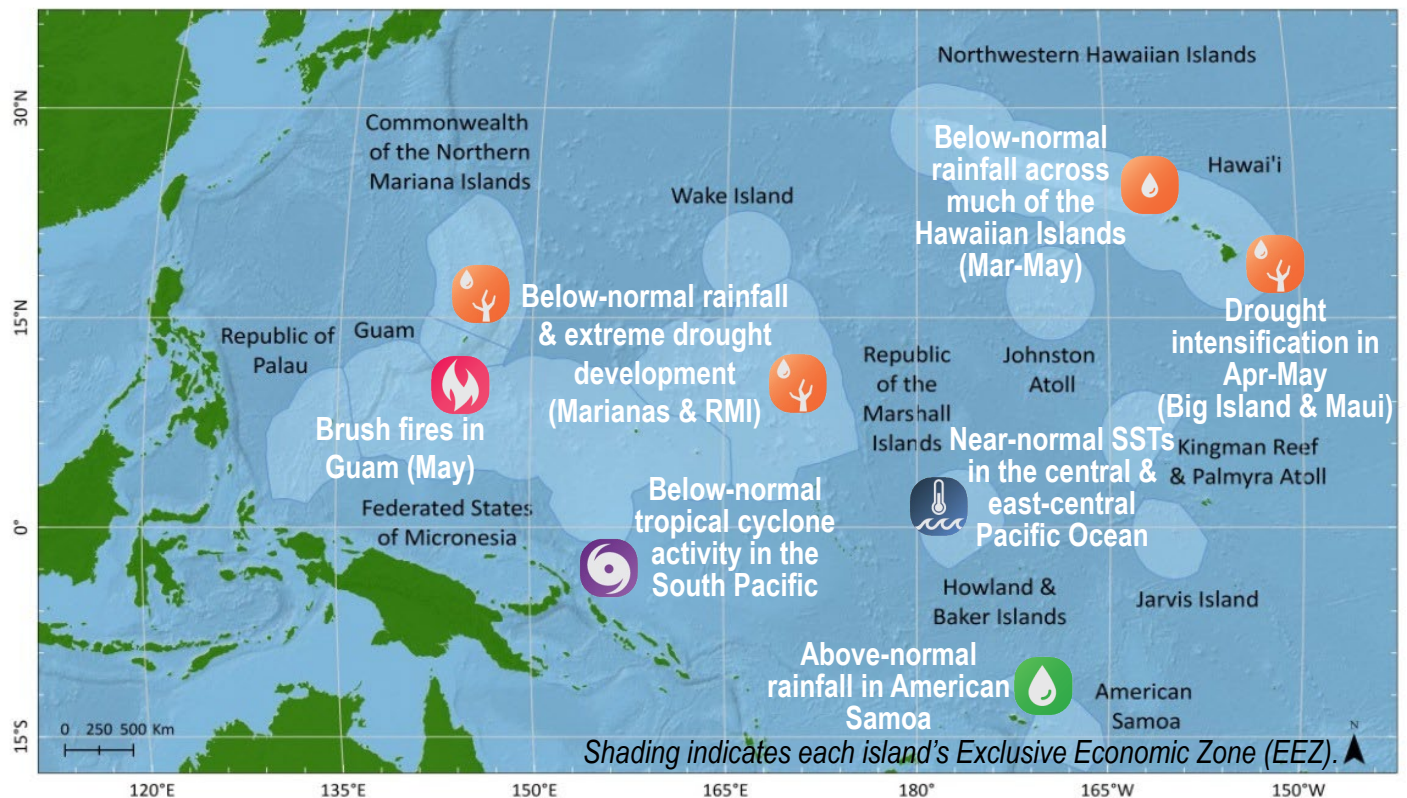 Northwestern Hawaiian Islands
30°N
Commonwealth
of the Northern
Mariana Islands
Below-normal
rainfall across
much of the
Hawaiian Islands
(Mar-May)
Hawai'i
Wake Island
Below-normal rainfall
& extreme drought
development
(Marianas & RMI)
15°N
Republic of
Palau
Guam
Drought
intensification in
Apr-May
(Big Island & Maui)
Republic
of the
Marshall
Islands
Johnston
Atoll
Brush fires in
Guam (May)
Near-normal SSTs
in the central &
east-central
Pacific Ocean
Kingman Reef
& Palmyra Atoll
Below-normal
tropical cyclone
activity in the
South Pacific
Federated States
of Micronesia
0°
Howland &
Baker Islands
Jarvis Island
Above-normal
rainfall in American
Samoa
American
Samoa
0 250 500 Km
15°S
N
Shading indicates each island's Exclusive Economic Zone (EEZ).
120°E 135°E 150°E 165°E 180° 165°W 150°W